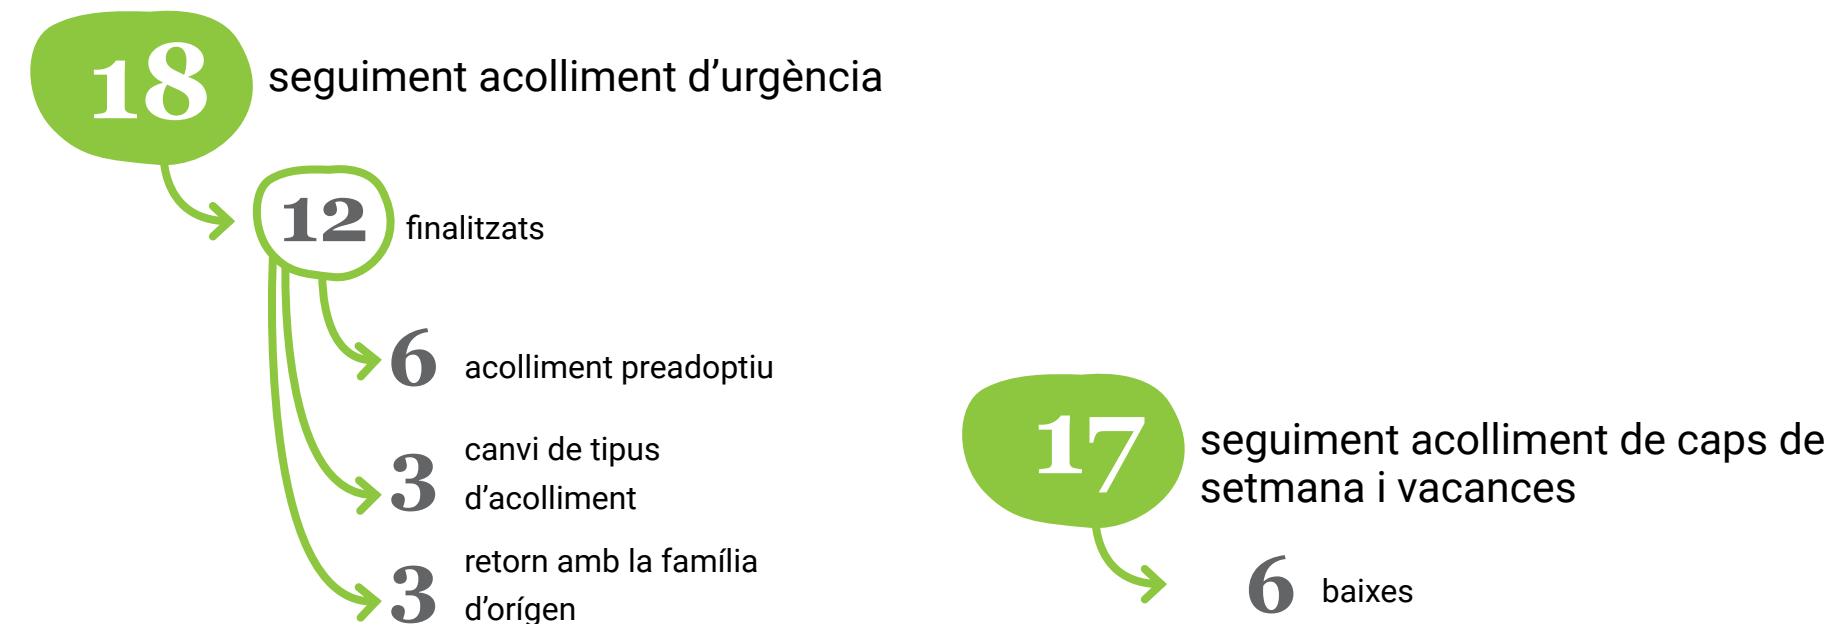 18
seguiment acolliment d’urgència
12
finalitzats
6
acolliment preadoptiu
3
canvi de tipus
d’acolliment
3
retorn amb la família
d’orígen
17
seguiment acolliment de caps de
setmana i vacances
6
baixes